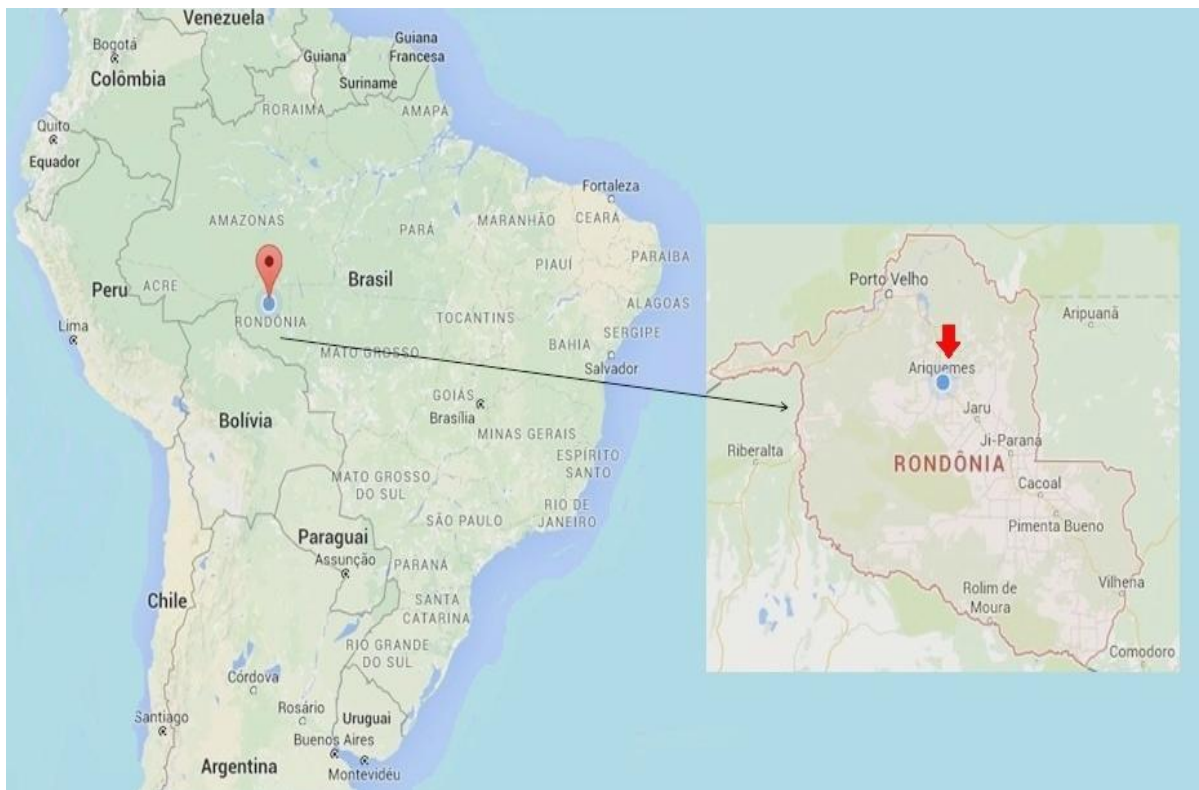 Venezuela
Bogotá
Colômbia
Guiana
Guiana
Francesa
Suriname
RORAIMA
AMAPÁ
Quito
Equador
Fortaleza
AMAZONAS
PARÁ
MARANHÃO
CEARÁ
PIAUÍ
PARAÍBA
Peru
ACRE
Brasil
RONDÔNIA
TOCANTINS
ALAGOAS
Lima
SERGIPE
BAHIA
Salvador
MATO GROSSO
GOIÁS
Brasília
Bolívia
MINAS GERAIS
ESPÍRITO
SANTO
MATO GROSSO
DO SUL
RIO DE
JANEIRO
SÃO PAULO
Paraguai
Assunção
PARANÁ
Chile
SANTA
CATARINA
RIO GRANDE
DO SUL
Córdova
Rosário
Santiago
Uruguai
Buenos Aires
Montevidéu
Argentina
Porto Velho
Aripuanã
Ariquemes
Jaru
Riberalta
Ji-Paraná
RONDÔNIA
Cacoal
Pimenta Bueno
Rolim de
Moura
Vilhena
Comodoro